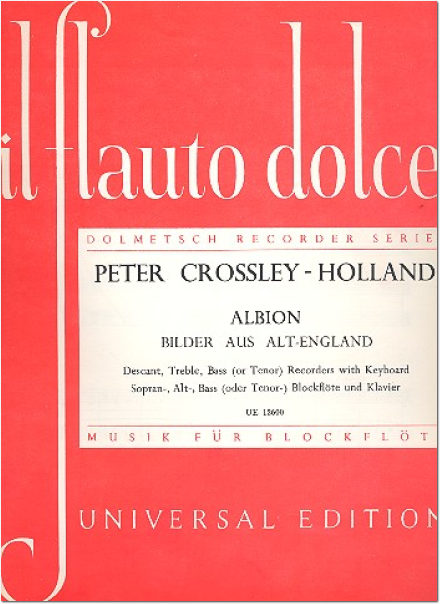 il flauto dolce
DOLMETSCH RECORDER SERIE
PETER CROSSLEY-HOLLAND
ALBION
BILDER AUS ALT-ENGLAND
Descant, Treble, Bass (or Tenor) Recorders with Keyboard
Sopran-, Alt-, Bass (oder Tenor-) Blockflöte und Klavier
UE 12600
MUSIK FÜR BLOCKFLÖT
UNIVERSAL EDITION